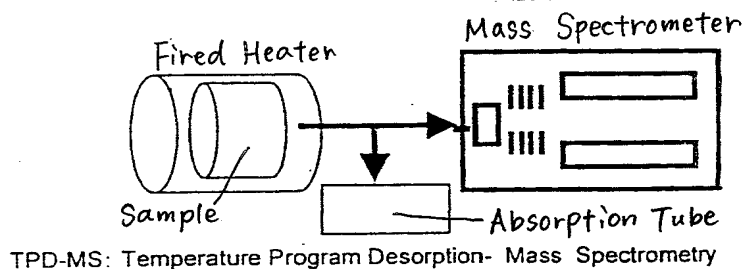 Mass Spectrometer
Fired Heater
Sample
Absorption Tube
TPD-MS: Temperature Program Desorption- Mass Spectrometry